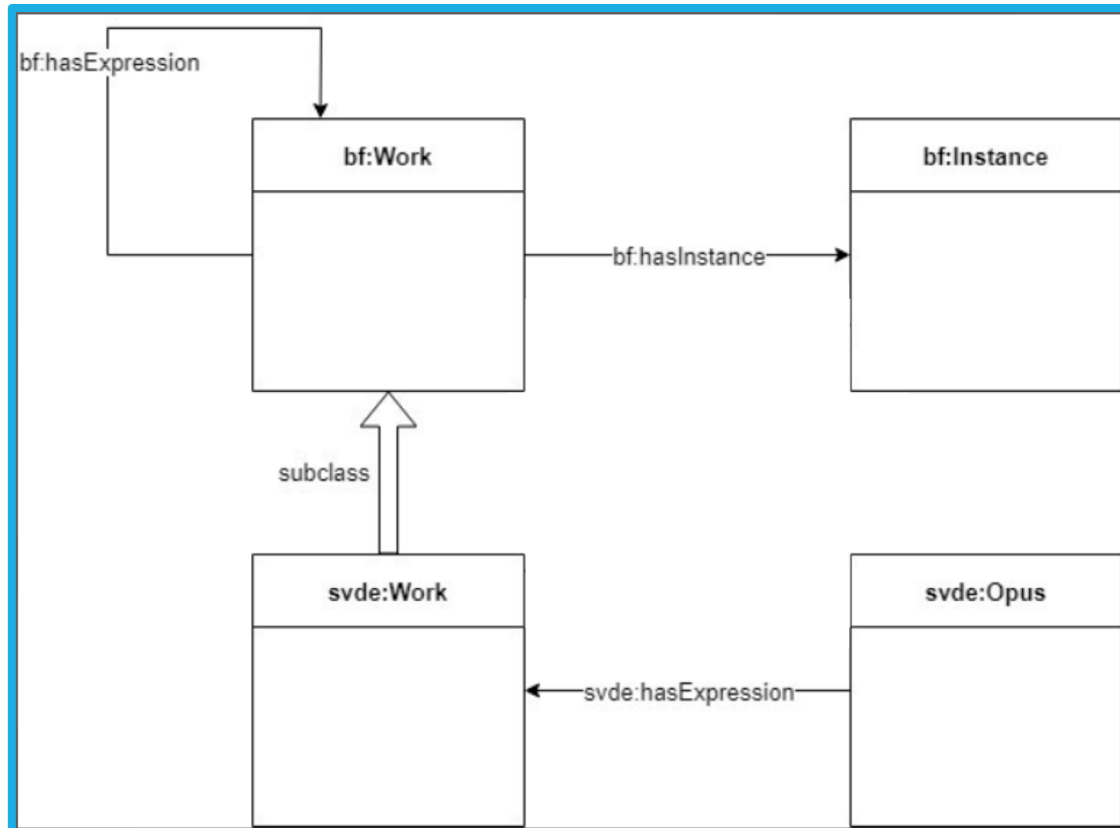 bf:hasExpression
bf:Work
bf:Instance
bf:hasInstance
subclass
svde:Work
svde:Opus
svde:hasExpression